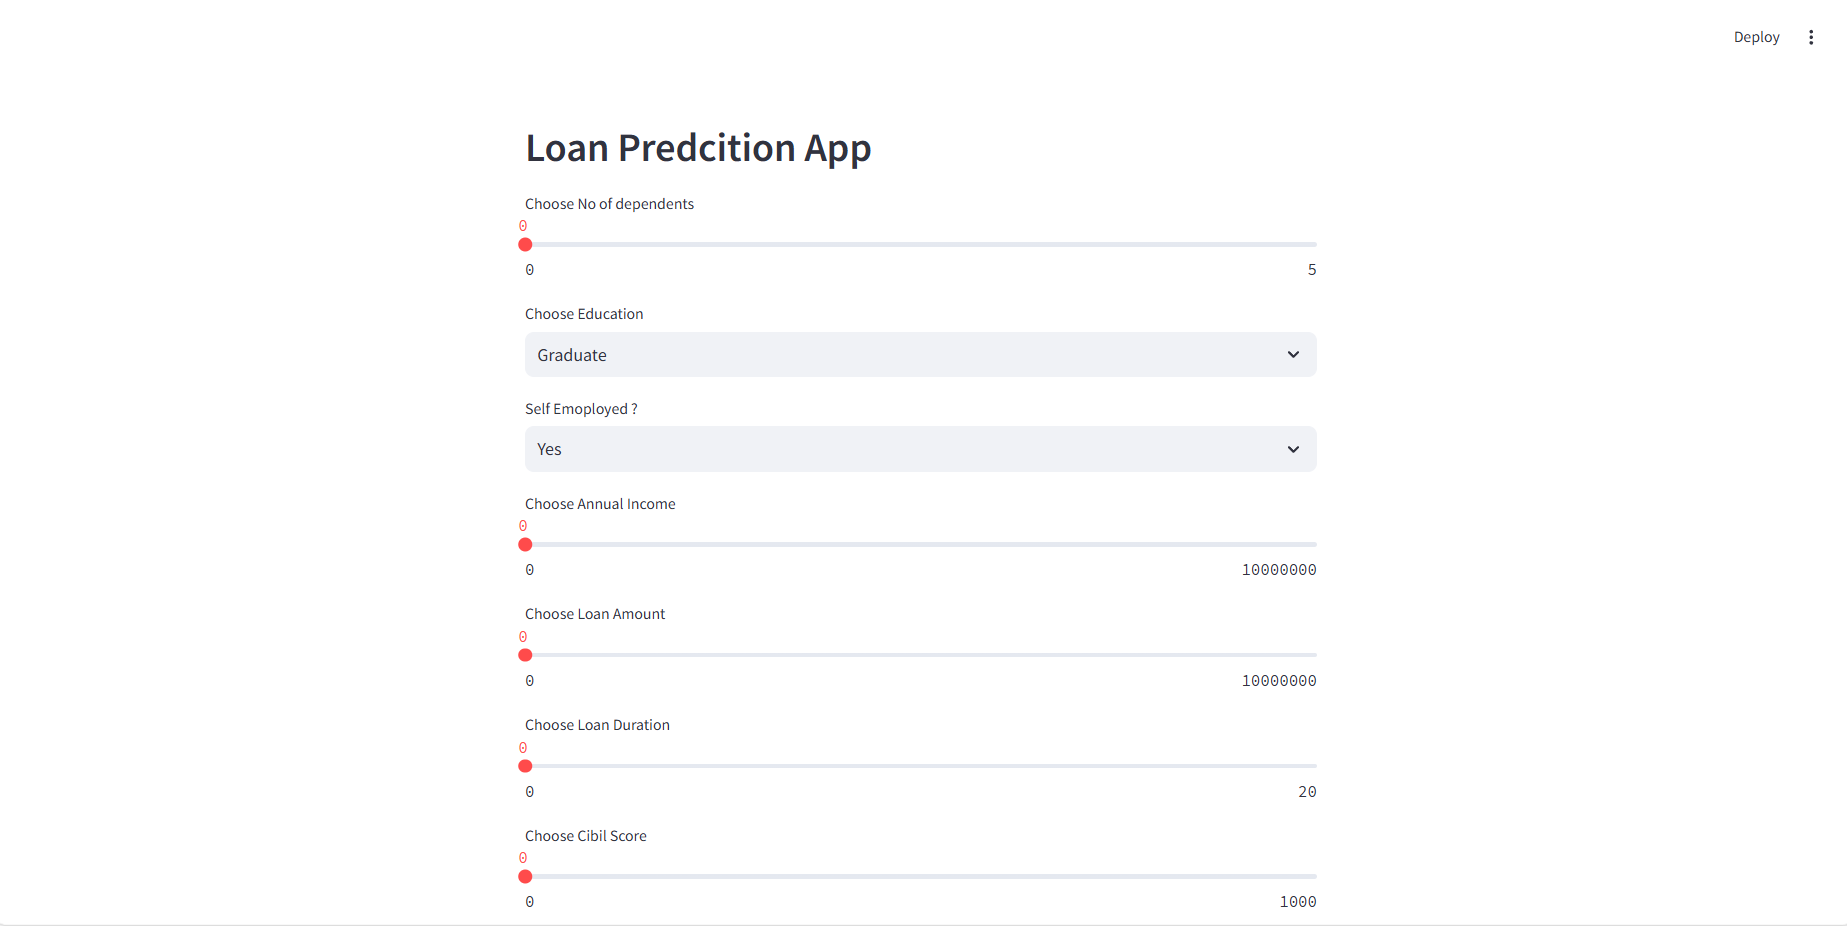 Deploy
Loan Predcition App
Choose No of dependents
0
0 5
Choose Education
Graduate
Self Emoployed ?
Yes
Choose Annual Income
0
0 10000000
Choose Loan Amount
0
0 10000000
Choose Loan Duration
0
0 20
Choose Cibil Score
0
0 1000